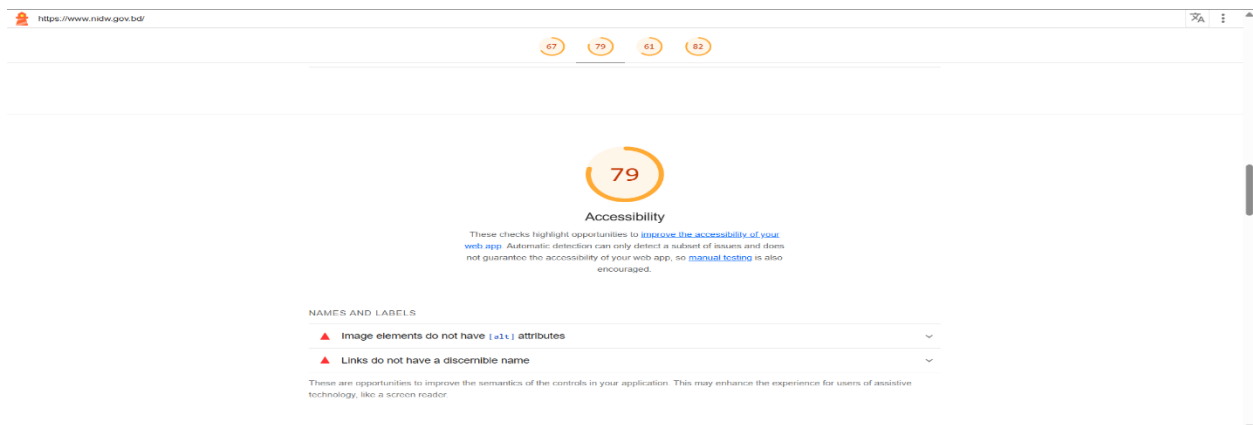 https://www.nidw.gov.bd/
67 79 61 82
79
Accessibility
These checks highlight opportunities to improve the accessibility of your
web app. Automatic detection can only detect a subset of issues and does
not guarantee the accessibility of your web app, so manual testing is also
encouraged.
NAMES AND LABELS
Image elements do not have [alt] attributes
Links do not have a discernible name
These are opportunities to improve the semantics of the controls in your application. This may enhance the experience for users of assistive
technology, like a screen reader.